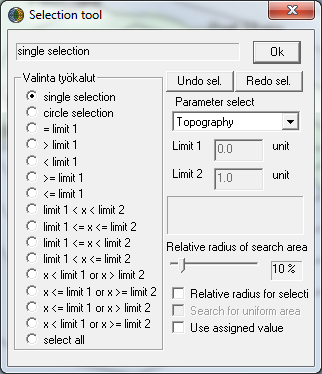 Selection tool
single selection
Ok
Valinta työkalut
single selection
circle selection
= limit 1
> limit 1
< limit 1
>= limit 1
<= limit 1
limit 1 < x < limit 2
limit 1 <= x <= limit 2
limit 1 <= x < limit 2
limit 1 < x <= limit 2
x < limit 1 or x > limit 2
x <= limit 1 or x >= limit 2
x <= limit 1 or x > limit 2
x < limit 1 or x >= limit 2
select all
Undo sel.
Redo sel.
Parameter select
Topography
Limit 1
0.0
unit
Limit 2
1.0
unit
Relative radius of search area
10 %
Relative radius for selecti
Search for uniform area
Use assigned value